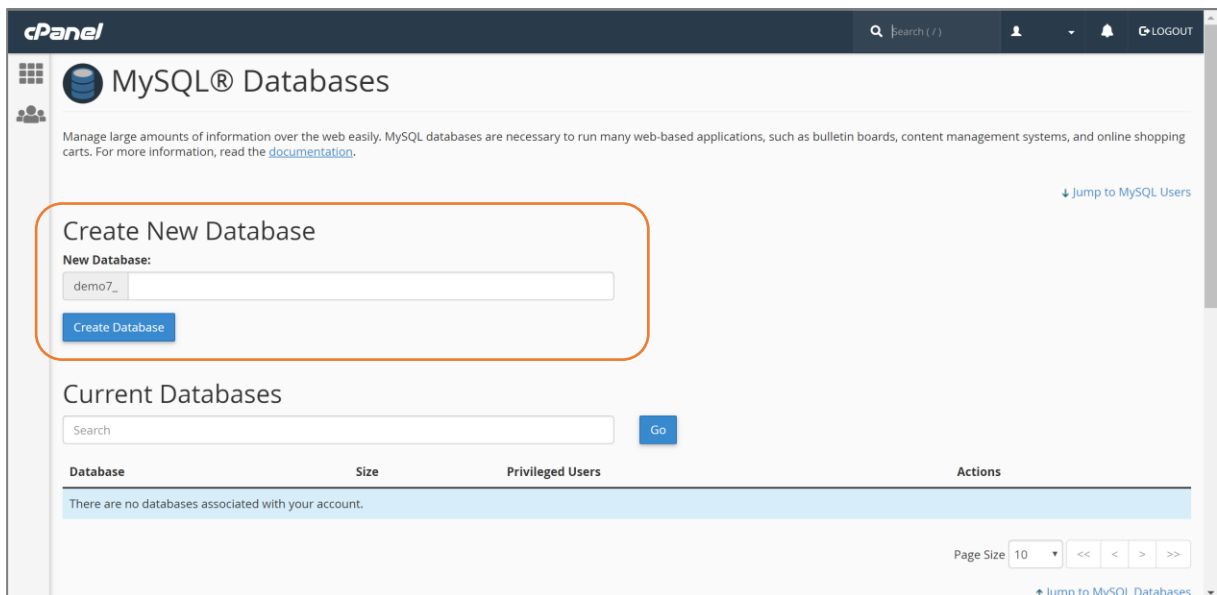 cPanel
Search ( / )
LOGOUT
MySQL® Databases
Manage large amounts of information over the web easily. MySQL databases are necessary to run many web-based applications, such as bulletin boards, content management systems, and online shopping
carts. For more information, read the documentation.
Jump to MySQL Users
Create New Database
New Database:
demo7_
Create Database
Current Databases
Search
Go
Database Size Privileged Users Actions
There are no databases associated with your account.
Page Size 10 << < > >>
Jump to MySQL Databases